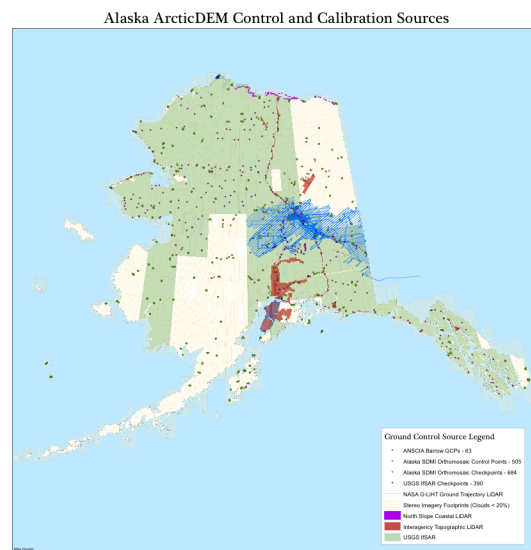 Alaska ArcticDEM Control and Calibration Sources
Ground Control Source Legend
ANSCIA Barrow GCPs - 63
Alaska SDMI Orthomosaic Control Points - 505
Alaska SDMI Orthomosaic Checkpoints - 684
USGS IfSAR Checkpoints - 390
NASA G-LiHT Ground Trajectory LiDAR
Stereo Imagery Footprints (Clouds < 20%)
North Slope Coastal LiDAR
Interagency Topographic LiDAR
USGS IfSAR